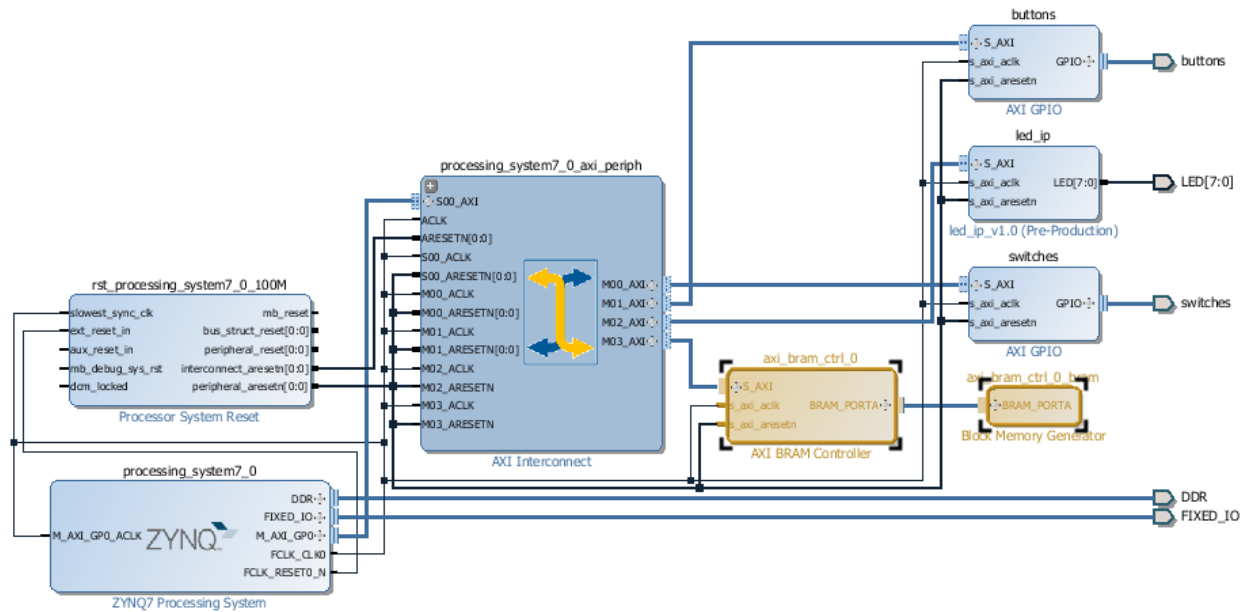 buttons
S_AXI
s_axi_aclk
s_axi_aresetn
GPIO
AXI GPIO
buttons
led_ip
S_AXI
s_axi_aclk
s_axi_aresetn
LED[7:0]
led_ip_v1.0 (Pre-Production)
LED[7:0]
switches
S_AXI
s_axi_aclk
s_axi_aresetn
GPIO
AXI GPIO
switches
processing_system7_0_axi_periph
S00_AXI
ACLK
ARESETN[0:0]
S00_ACLK
S00_ARESETN[0:0]
M00_ACLK
M00_ARESETN[0:0]
M01_ACLK
M01_ARESETN[0:0]
M02_ACLK
M02_ARESETN
M03_ACLK
M03_ARESETN
M00_AXI
M01_AXI
M02_AXI
M03_AXI
AXI Interconnect
rst_processing_system7_0_100M
slowest_sync_clk
ext_reset_in
aux_reset_in
mb_debug_sys_rst
dcm_locked
mb_reset
bus_struct_reset[0:0]
peripheral_reset[0:0]
interconnect_aresetn[0:0]
peripheral_aresetn[0:0]
Processor System Reset
axi_bram_ctrl_0
S_AXI
s_axi_aclk
s_axi_aresetn
BRAM_PORTA
AXI BRAM Controller
axi_bram_ctrl_0_bram
BRAM_PORTA
Block Memory Generator
processing_system7_0
M_AXI_GP0_ACLK
ZYNQ
DDR
FIXED_IO
M_AXI_GP0
FCLK_CLK0
FCLK_RESET0_N
ZYNQ7 Processing System
DDR
FIXED_IO